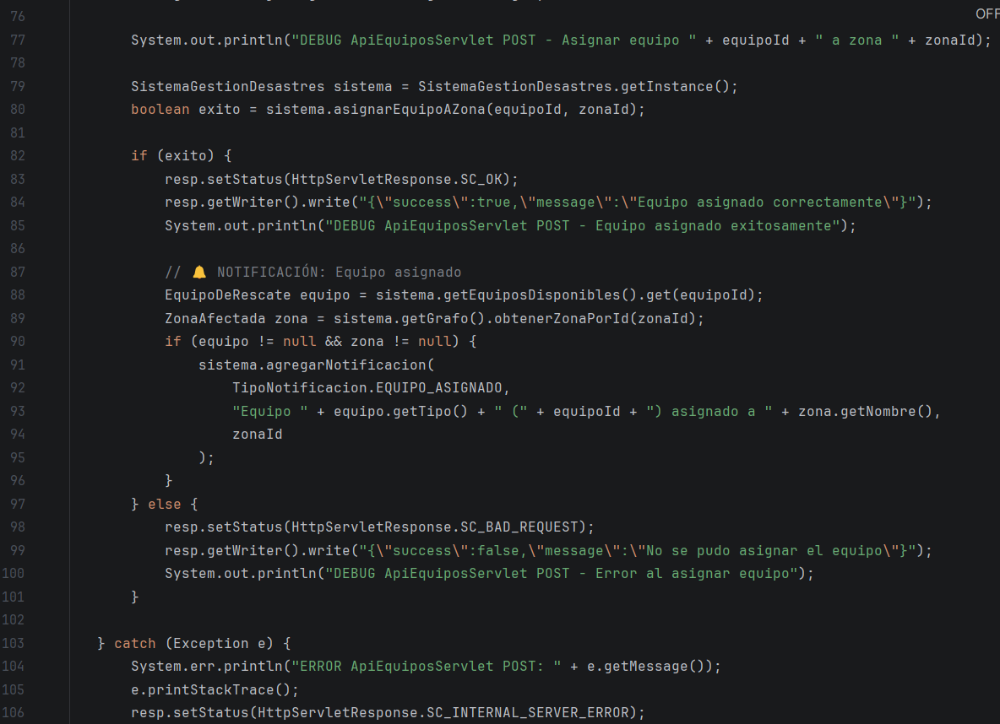 76
OFF
77 System.out.println("DEBUG ApiEquiposServlet POST - Asignar equipo " + equipoId + " a zona " + zonaId);
78
79 SistemaGestionDesastres sistema = SistemaGestionDesastres.getInstance();
80 boolean exito = sistema.asignarEquipoAZona(equipoId, zonaId);
81
82 if (exito) {
83 resp.setStatus(HttpServletResponse.SC_OK);
84 resp.getWriter().write("{\"success\":true,\"message\":\"Equipo asignado correctamente\"}");
85 System.out.println("DEBUG ApiEquiposServlet POST - Equipo asignado exitosamente");
86
87 // 🔔 NOTIFICACIÓN: Equipo asignado
88 EquipoDeRescate equipo = sistema.getEquiposDisponibles().get(equipoId);
89 ZonaAfectada zona = sistema.getGrafo().obtenerZonaPorId(zonaId);
90 if (equipo != null && zona != null) {
91 sistema.agregarNotificacion(
92 TipoNotificacion.EQUIPO_ASIGNADO,
93 "Equipo " + equipo.getTipo() + " (" + equipoId + ") asignado a " + zona.getNombre(),
94 zonaId
95 );
96 }
97 } else {
98 resp.setStatus(HttpServletResponse.SC_BAD_REQUEST);
99 resp.getWriter().write("{\"success\":false,\"message\":\"No se pudo asignar el equipo\"}");
100 System.out.println("DEBUG ApiEquiposServlet POST - Error al asignar equipo");
101 }
102
103 } catch (Exception e) {
104 System.err.println("ERROR ApiEquiposServlet POST: " + e.getMessage());
105 e.printStackTrace();
106 resp.setStatus(HttpServletResponse.SC_INTERNAL_SERVER_ERROR);